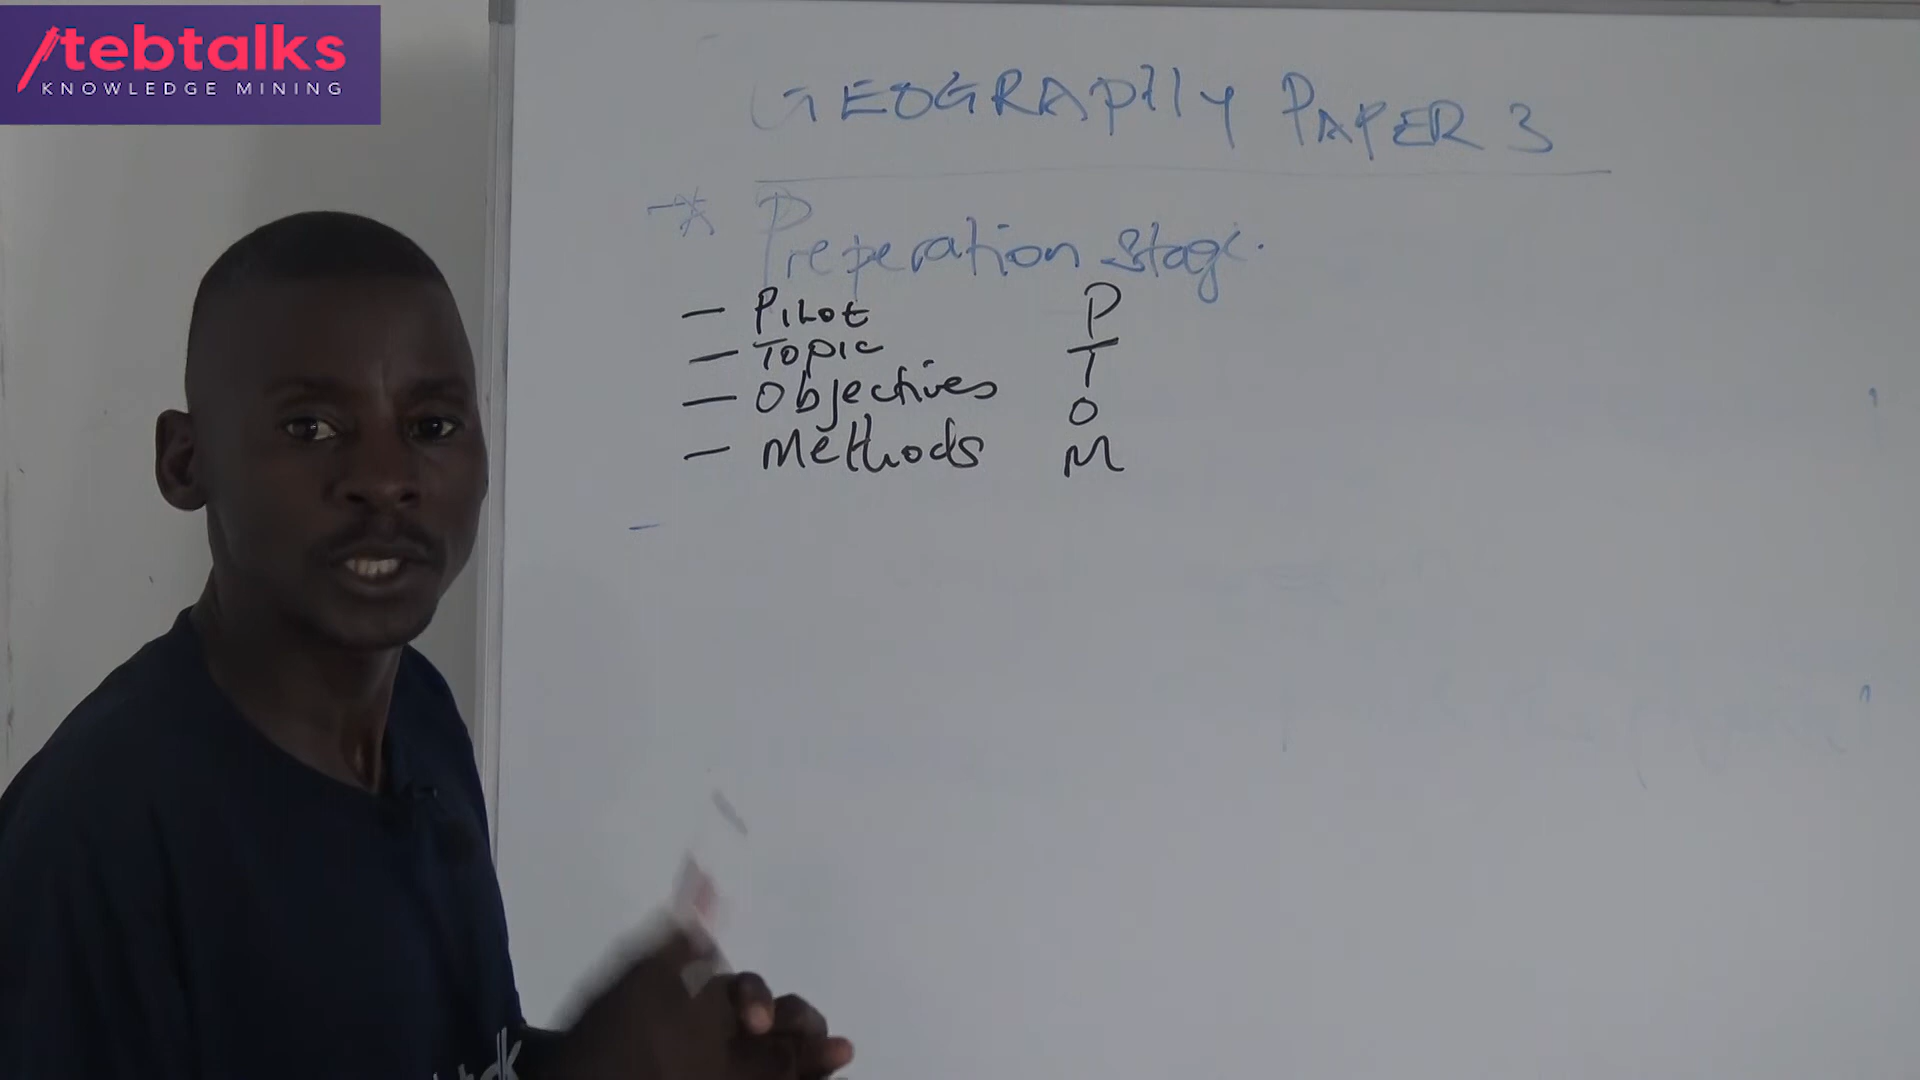 tebtalks
KNOWLEDGE MINING
GEOGRAPHY PAPER 3
Preperation Stage.
— Pilot P
— Topic T
— Objectives O
— Methods M